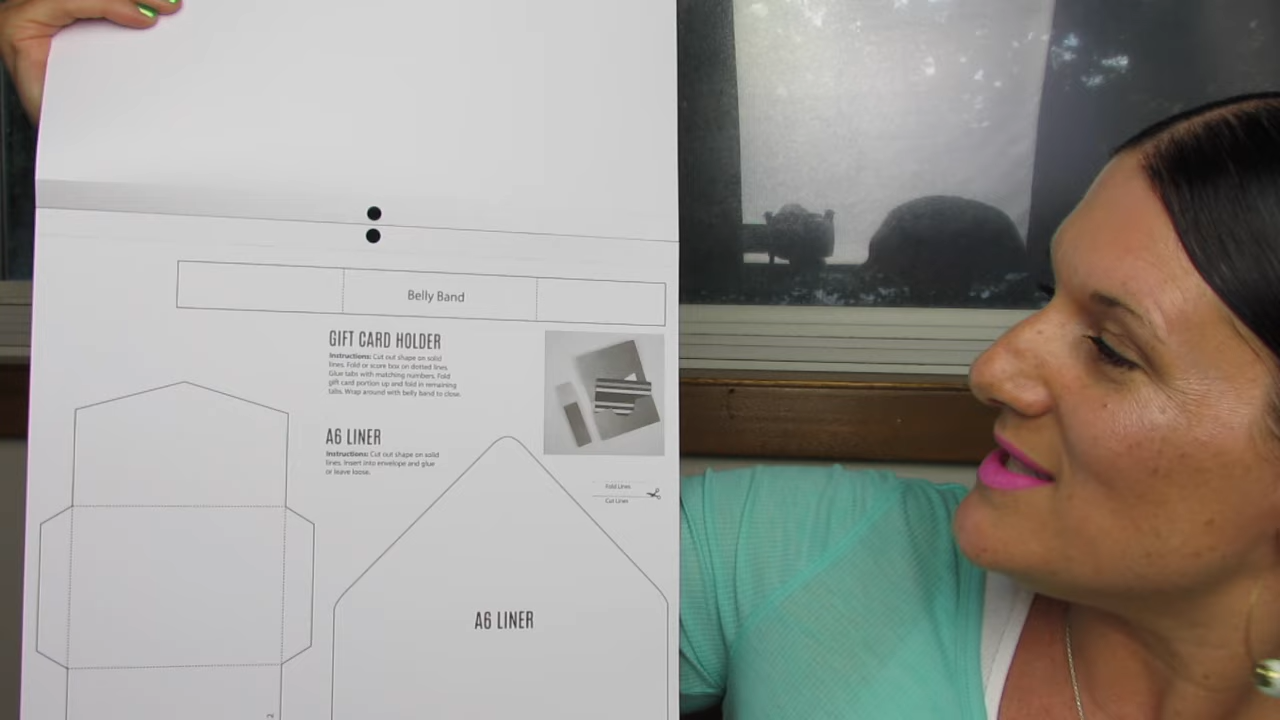 Belly Band
GIFT CARD HOLDER
Instructions: Cut out shape on solid
lines. Fold or score box on dotted lines.
Glue tabs with matching numbers. Fold
gift card portion up and fold in remaining
tabs. Wrap around with belly band to close.
A6 LINER
Instructions: Cut out shape on solid
lines. Insert into envelope and glue
or leave loose.
Fold Lines
Cut Lines
A6 LINER